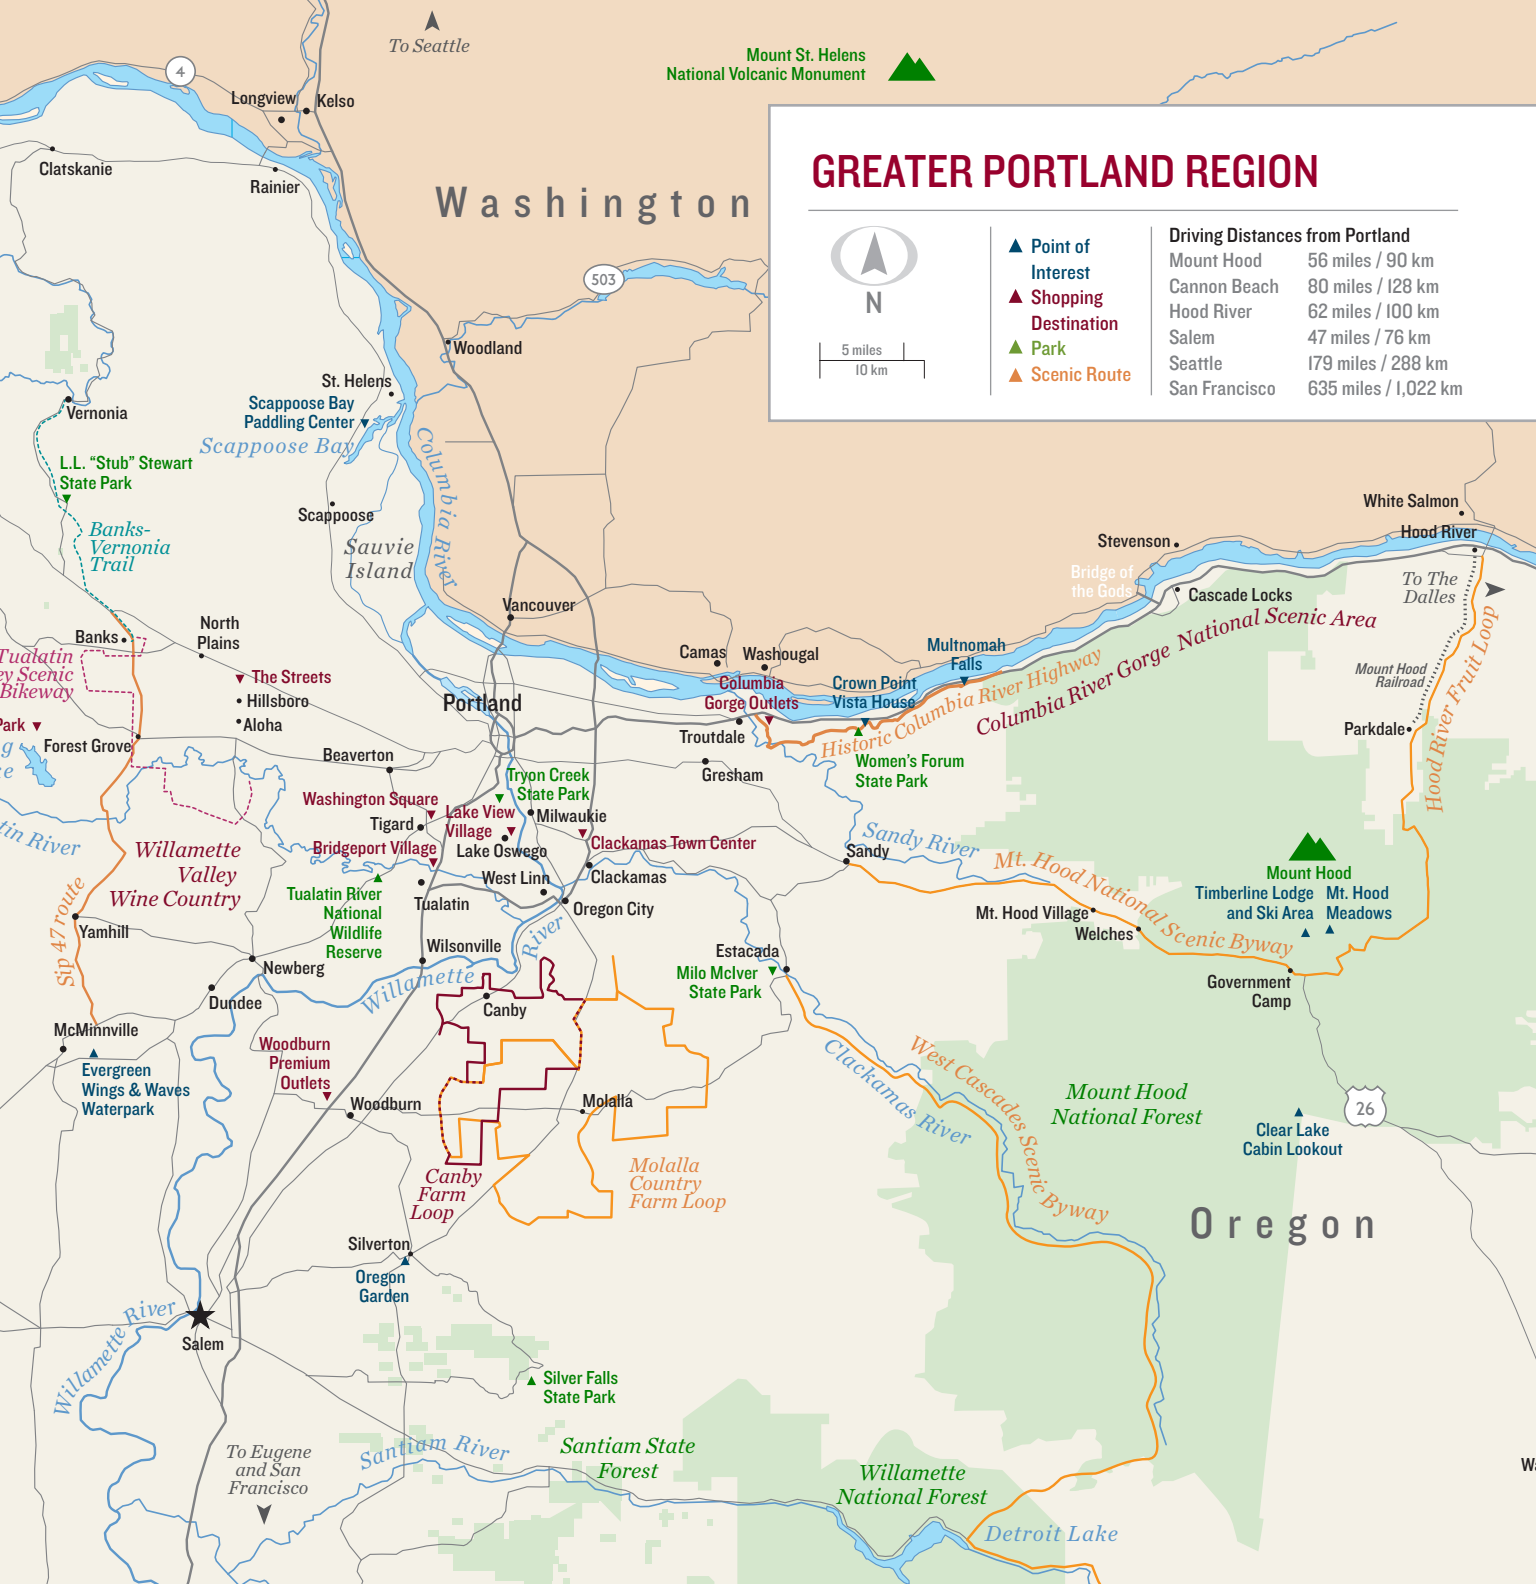 To Seattle
Mount St. Helens
National Volcanic Monument
4
Longview
Kelso
Clatskanie
Rainier
Washington
503
GREATER PORTLAND REGION
N
5 miles
10 km
Point of
Interest
Shopping
Destination
Park
Scenic Route
Driving Distances from Portland
Mount Hood 56 miles / 90 km
Cannon Beach 80 miles / 128 km
Hood River 62 miles / 100 km
Salem 47 miles / 76 km
Seattle 179 miles / 288 km
San Francisco 635 miles / 1,022 km
Woodland
St. Helens
Scappoose Bay
Paddling Center
Scappoose Bay
Vernonia
L.L. “Stub” Stewart
State Park
Banks-
Vernonia
Trail
Scappoose
Sauvie
Island
Columbia River
White Salmon
Hood River
Stevenson
Bridge of
the Gods
Cascade Locks
To The
Dalles
Vancouver
North
Plains
Banks
Tualatin
ey Scenic
Bikeway
Park
g
e
The Streets
Hillsboro
Aloha
Forest Grove
Camas
Washougal
Columbia
Gorge Outlets
Multnomah
Falls
Crown Point
Vista House
Historic Columbia River Highway
Columbia River Gorge National Scenic Area
Mount Hood
Railroad
Hood River Fruit Loop
Parkdale
Portland
Troutdale
Women’s Forum
State Park
Beaverton
Gresham
Tryon Creek
State Park
Washington Square
Lake View
Village
Milwaukie
Tigard
Bridgeport Village
Lake Oswego
Clackamas Town Center
tin River
Willamette
Valley
Wine Country
Sandy River
Sandy
Mt. Hood National Scenic Byway
Mount Hood
Timberline Lodge
and Ski Area
Mt. Hood
Meadows
West Linn
Clackamas
Tualatin River
National
Wildlife
Reserve
Tualatin
Oregon City
Sip 47 route
Yamhill
Mt. Hood Village
Welches
Wilsonville
Willamette River
Estacada
Milo McIver
State Park
Government
Camp
Newberg
Dundee
Canby
McMinnville
Evergreen
Wings & Waves
Waterpark
Woodburn
Premium
Outlets
Woodburn
Molalla
Clackamas River
West Cascades Scenic Byway
Mount Hood
National Forest
26
Clear Lake
Cabin Lookout
Canby
Farm
Loop
Molalla
Country
Farm Loop
Oregon
Silverton
Oregon
Garden
Willamette River
Salem
Silver Falls
State Park
To Eugene
and San
Francisco
Santiam River
Santiam State
Forest
Willamette
National Forest
Detroit Lake
Wa